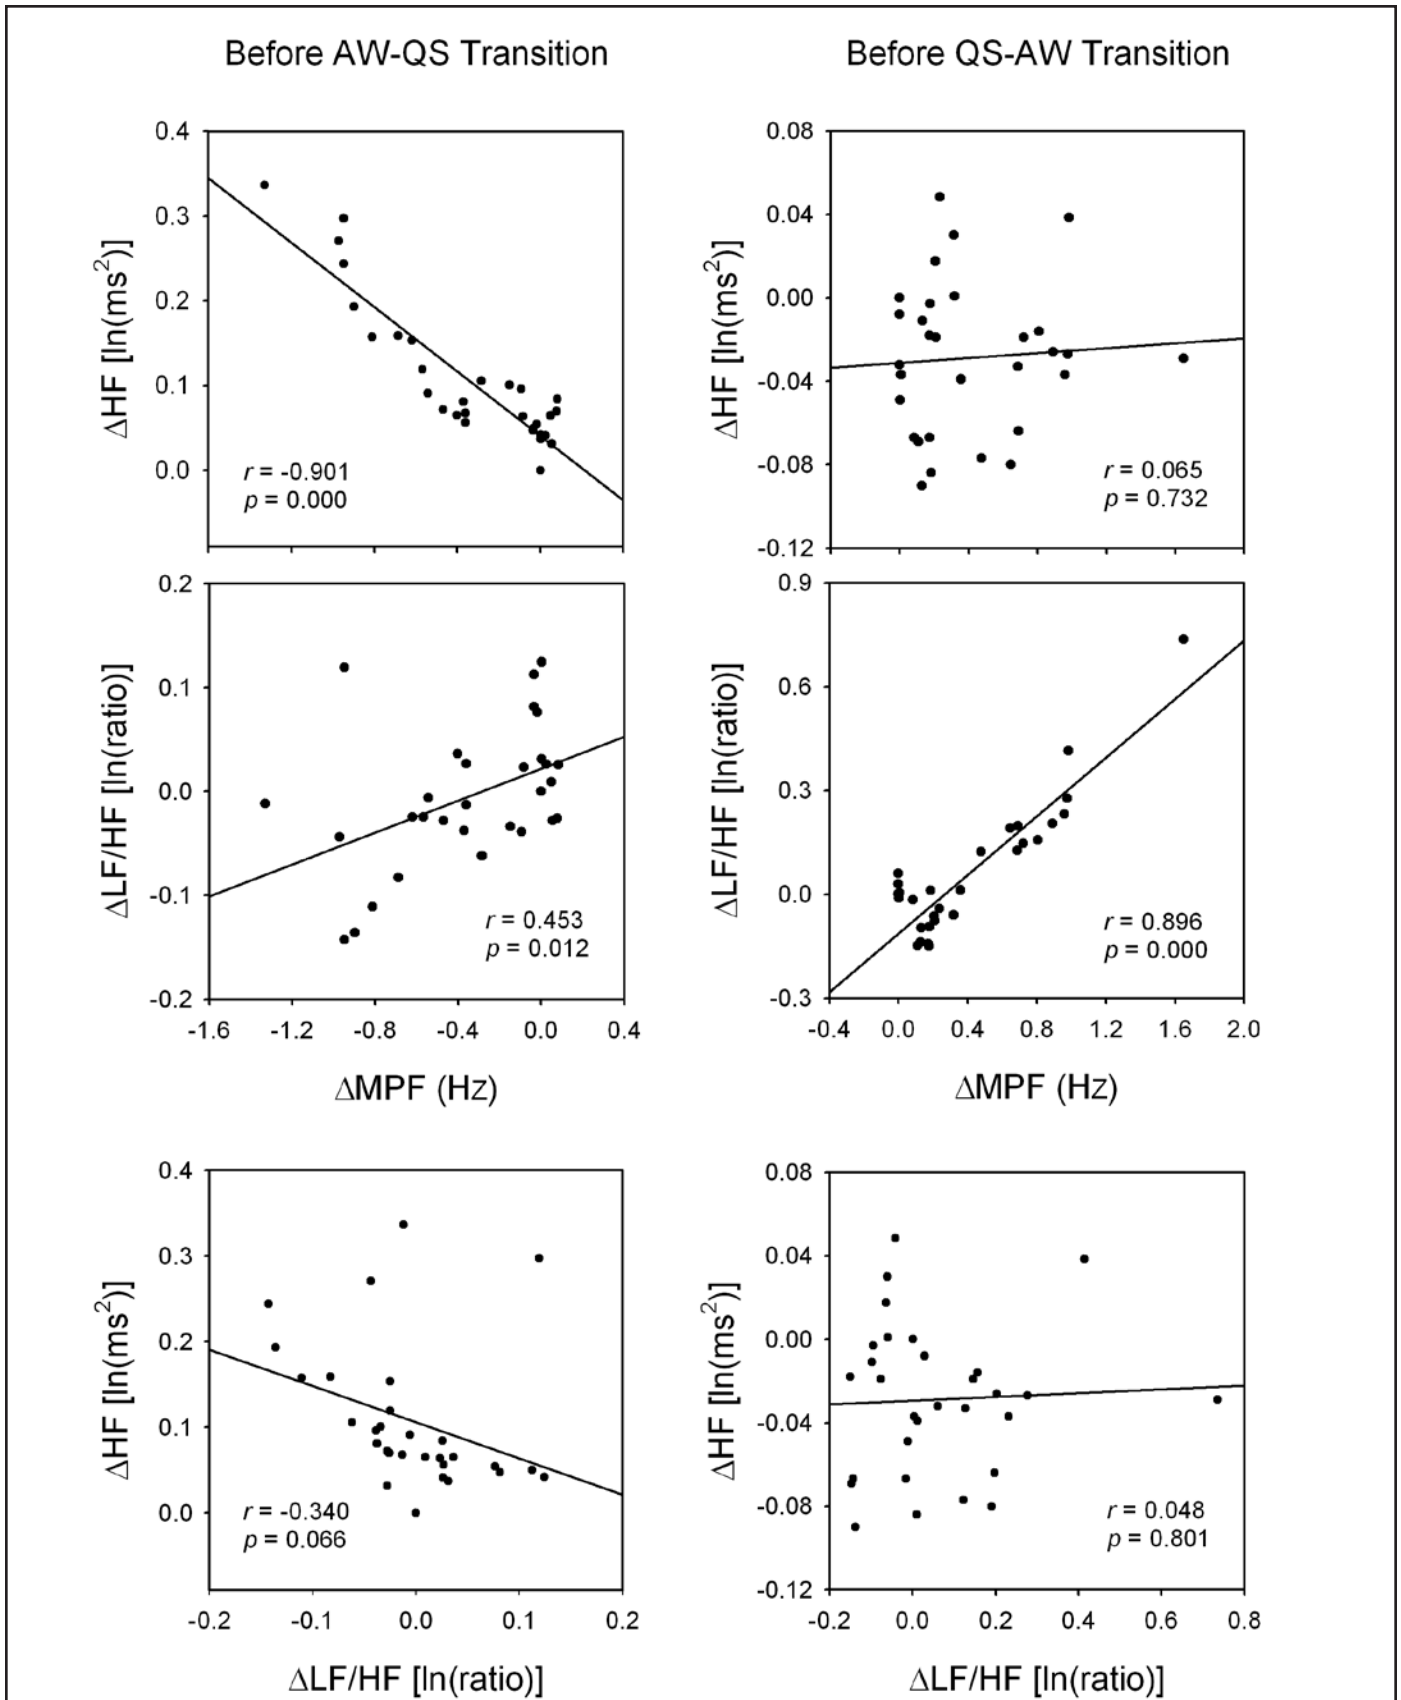 Before AW-QS Transition
Before QS-AW Transition
ΔHF [ln(ms²)]
0.4
0.3
0.2
0.1
0.0
r = -0.901
p = 0.000
ΔHF [ln(ms²)]
0.08
0.04
0.00
-0.04
-0.08
-0.12
r = 0.065
p = 0.732
ΔLF/HF [ln(ratio)]
0.2
0.1
0.0
-0.1
-0.2
r = 0.453
p = 0.012
-1.6 -1.2 -0.8 -0.4 0.0 0.4
ΔMPF (Hz)
ΔLF/HF [ln(ratio)]
0.9
0.6
0.3
0.0
-0.3
r = 0.896
p = 0.000
-0.4 0.0 0.4 0.8 1.2 1.6 2.0
ΔMPF (Hz)
ΔHF [ln(ms²)]
0.4
0.3
0.2
0.1
0.0
r = -0.340
p = 0.066
-0.2 -0.1 0.0 0.1 0.2
ΔLF/HF [ln(ratio)]
ΔHF [ln(ms²)]
0.08
0.04
0.00
-0.04
-0.08
-0.12
r = 0.048
p = 0.801
-0.2 0.0 0.2 0.4 0.6 0.8
ΔLF/HF [ln(ratio)]